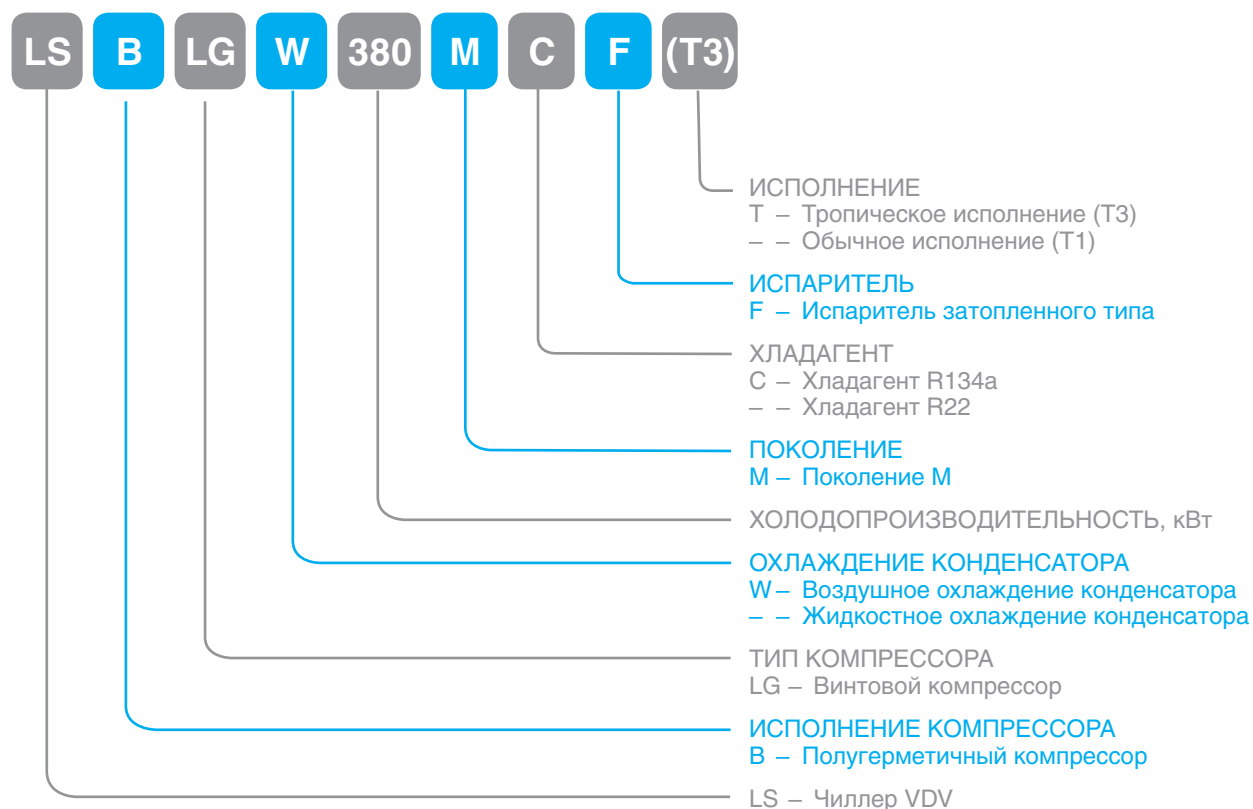 LS B LG W 380 M C F (T3)
ИСПОЛНЕНИЕ
T – Тропическое исполнение (T3)
– – Обычное исполнение (T1)
ИСПАРИТЕЛЬ
F – Испаритель затопленного типа
ХЛАДАГЕНТ
C – Хладагент R134a
– – Хладагент R22
ПОКОЛЕНИЕ
M – Поколение M
ХОЛОДОПРОИЗВОДИТЕЛЬНОСТЬ, кВт
ОХЛАЖДЕНИЕ КОНДЕНСАТОРА
W – Воздушное охлаждение конденсатора
– – Жидкостное охлаждение конденсатора
ТИП КОМПРЕССОРА
LG – Винтовой компрессор
ИСПОЛНЕНИЕ КОМПРЕССОРА
B – Полугерметичный компрессор
LS – Чиллер VDV